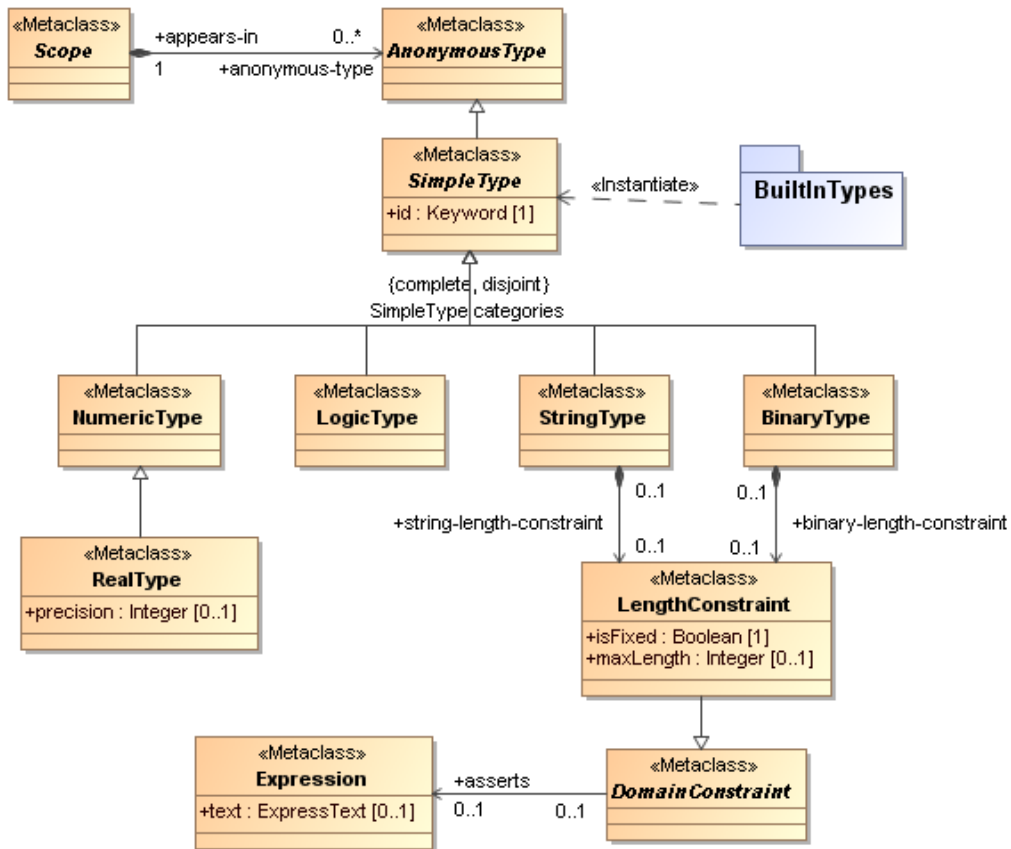 «Metaclass»
Scope
+appears-in
0..*
1
+anonymous-type
«Metaclass»
AnonymousType
«Metaclass»
SimpleType
+id : Keyword [1]
«Instantiate»
BuiltInTypes
{complete, disjoint}
SimpleType categories
«Metaclass»
NumericType
«Metaclass»
LogicType
«Metaclass»
StringType
«Metaclass»
BinaryType
0..1
0..1
+string-length-constraint
+binary-length-constraint
0..1
0..1
«Metaclass»
RealType
+precision : Integer [0..1]
«Metaclass»
LengthConstraint
+isFixed : Boolean [1]
+maxLength : Integer [0..1]
«Metaclass»
Expression
+text : ExpressText [0..1]
+asserts
0..1
0..1
«Metaclass»
DomainConstraint